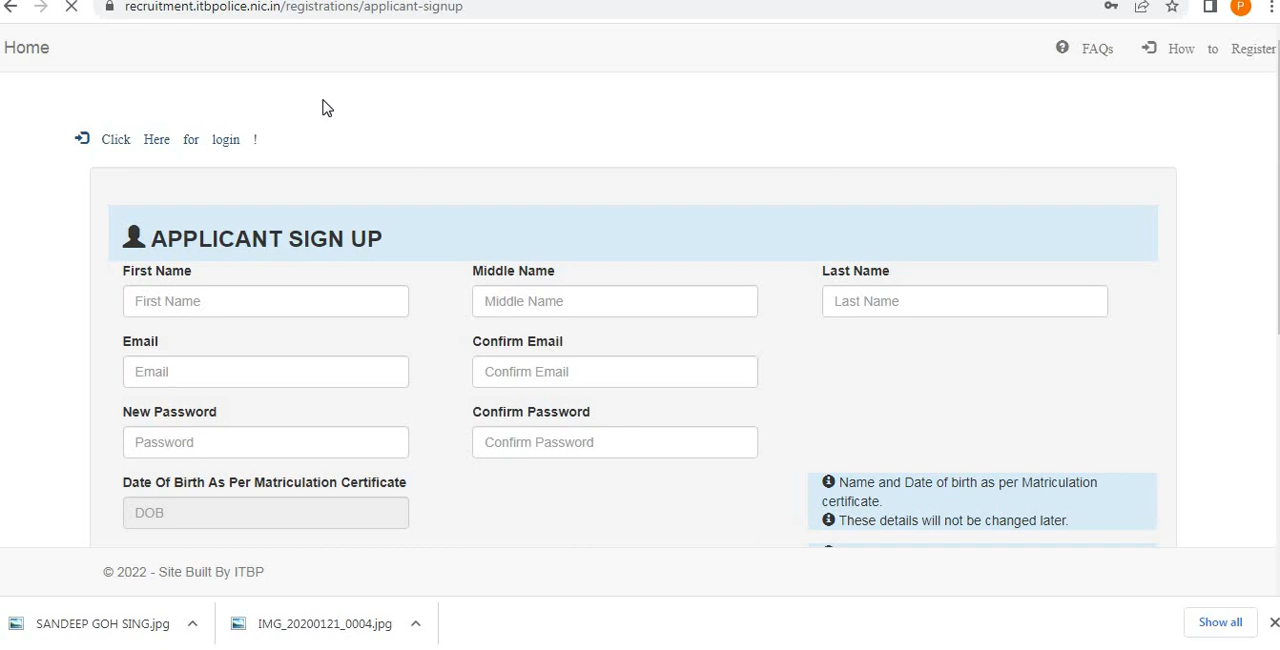 recruitment.itbpolice.nic.in/registrations/applicant-signup
P
Home
FAQs How to Register
Click Here for login !
APPLICANT SIGN UP
First Name Middle Name Last Name
First Name Middle Name Last Name
Email Confirm Email
Email Confirm Email
New Password Confirm Password
Password Confirm Password
Date Of Birth As Per Matriculation Certificate
DOB
Name and Date of birth as per Matriculation
certificate.
These details will not be changed later.
© 2022 - Site Built By ITBP
SANDEEP GOH SING.jpg IMG_20200121_0004.jpg Show all